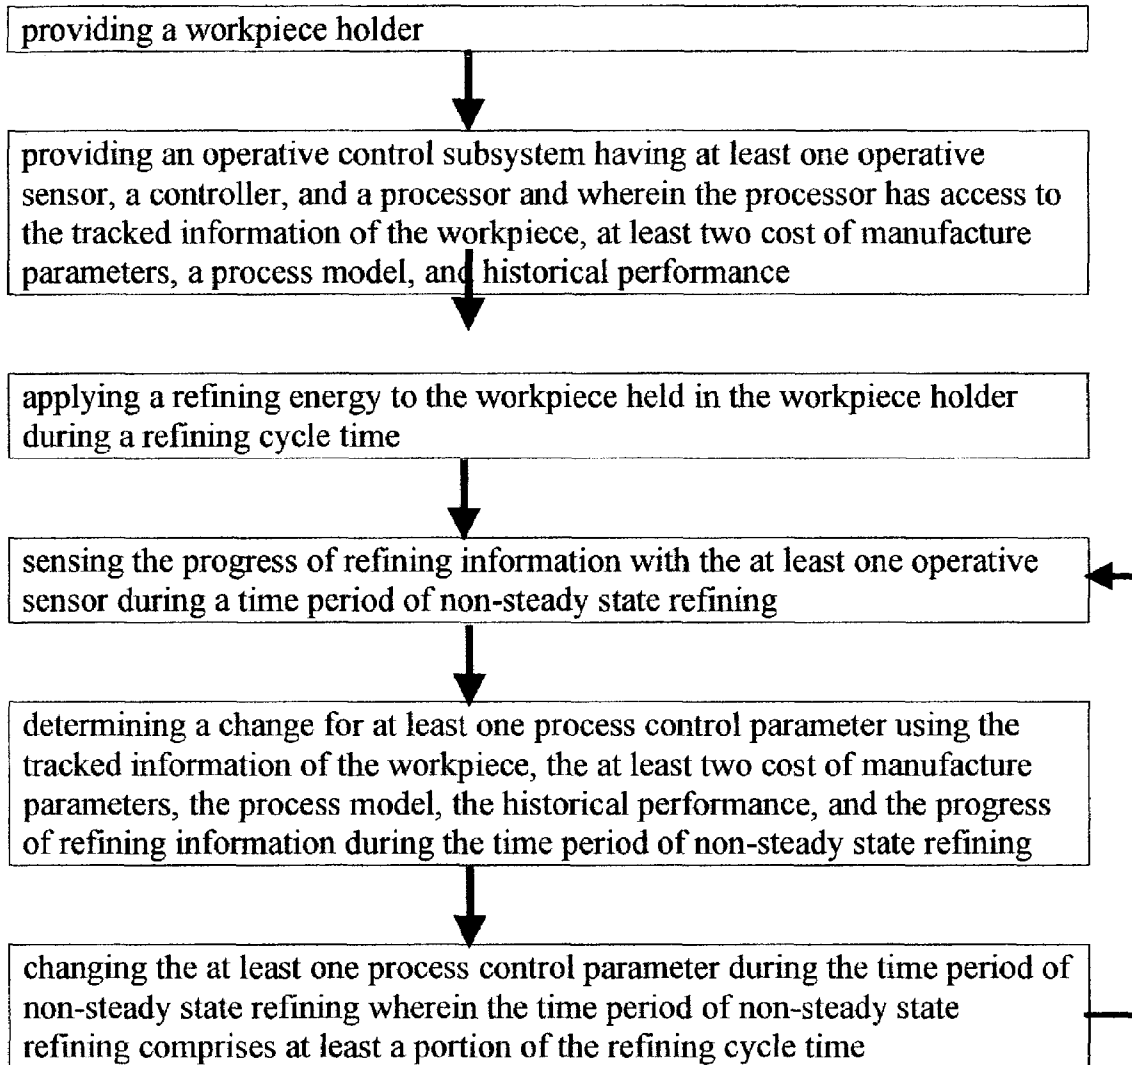 providing a workpiece holder
providing an operative control subsystem having at least one operative
sensor, a controller, and a processor and wherein the processor has access to
the tracked information of the workpiece, at least two cost of manufacture
parameters, a process model, and historical performance
applying a refining energy to the workpiece held in the workpiece holder
during a refining cycle time
sensing the progress of refining information with the at least one operative
sensor during a time period of non-steady state refining
determining a change for at least one process control parameter using the
tracked information of the workpiece, the at least two cost of manufacture
parameters, the process model, the historical performance, and the progress
of refining information during the time period of non-steady state refining
changing the at least one process control parameter during the time period of
non-steady state refining wherein the time period of non-steady state
refining comprises at least a portion of the refining cycle time